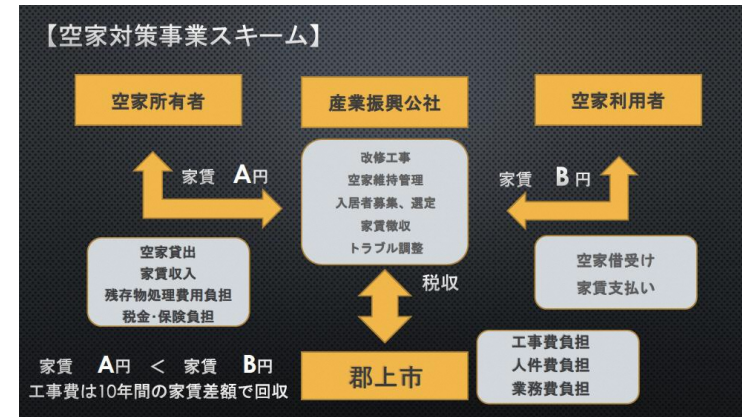 【空家対策事業スキーム】
空家所有者
産業振興公社
空家利用者
改修工事
空家維持管理
入居者募集、選定
家賃徴収
トラブル調整
家賃 A円
家賃 B円
空家貸出
家賃収入
残存物処理費用負担
税金・保険負担
空家借受け
家賃支払い
税収
郡上市
工事費負担
人件費負担
業務費負担
家賃 A円 < 家賃 B円
工事費は10年間の家賃差額で回収